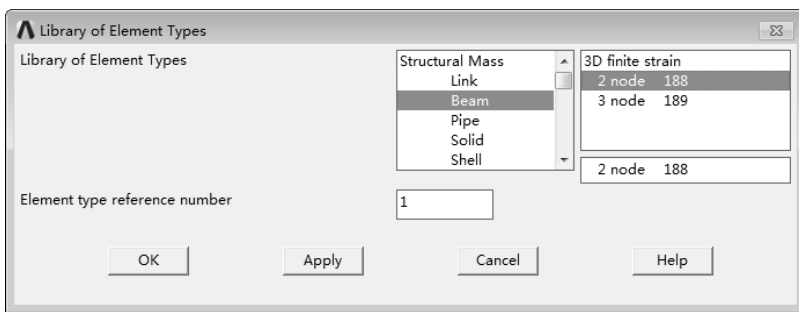 Library of Element Types
Library of Element Types
Structural Mass
Link
Beam
Pipe
Solid
Shell
3D finite strain
2 node 188
3 node 189
2 node 188
Element type reference number
1
OK
Apply
Cancel
Help